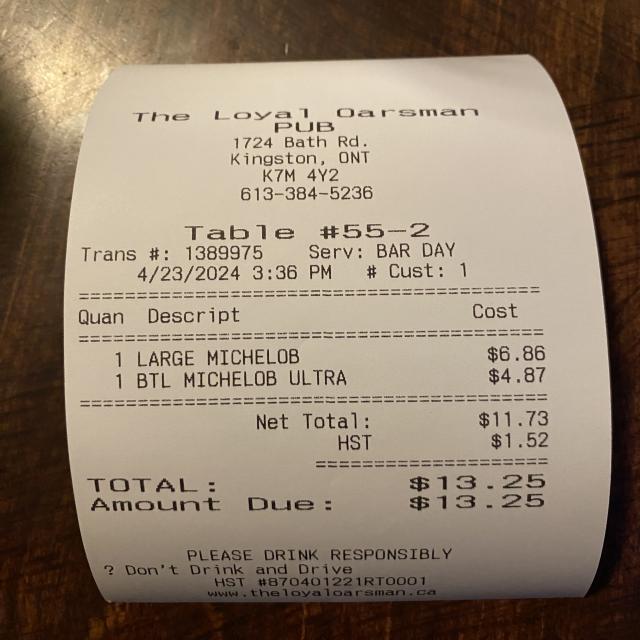 The Loyal Oarsman
PUB
1724 Bath Rd.
Kingston, ONT
K7M 4Y2
613-384-5236
Table #55-2
Trans #: 1389975 Serv: BAR DAY
4/23/2024 3:36 PM # Cust: 1
========================================
Quan Descript Cost
========================================
1 LARGE MICHELOB $6.86
1 BTL MICHELOB ULTRA $4.87
========================================
Net Total: $11.73
HST $1.52
====================
TOTAL: $13.25
Amount Due: $13.25
PLEASE DRINK RESPONSIBLY
? Don't Drink and Drive
HST #870401221RT0001
www.theloyaloarsman.ca